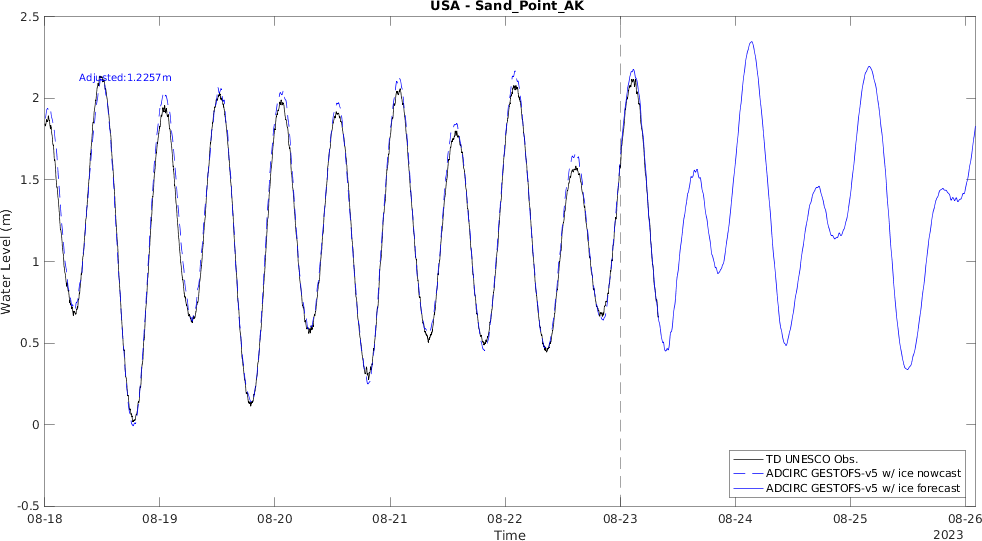 USA - Sand_Point_AK
2.5
Adjusted:1.2257m
2
1.5
1
0.5
0
-0.5
Water Level (m)
TD UNESCO Obs.
ADCIRC GESTOFS-v5 w/ ice nowcast
ADCIRC GESTOFS-v5 w/ ice forecast
08-18 08-19 08-20 08-21 08-22 08-23 08-24 08-25 08-26
Time
2023